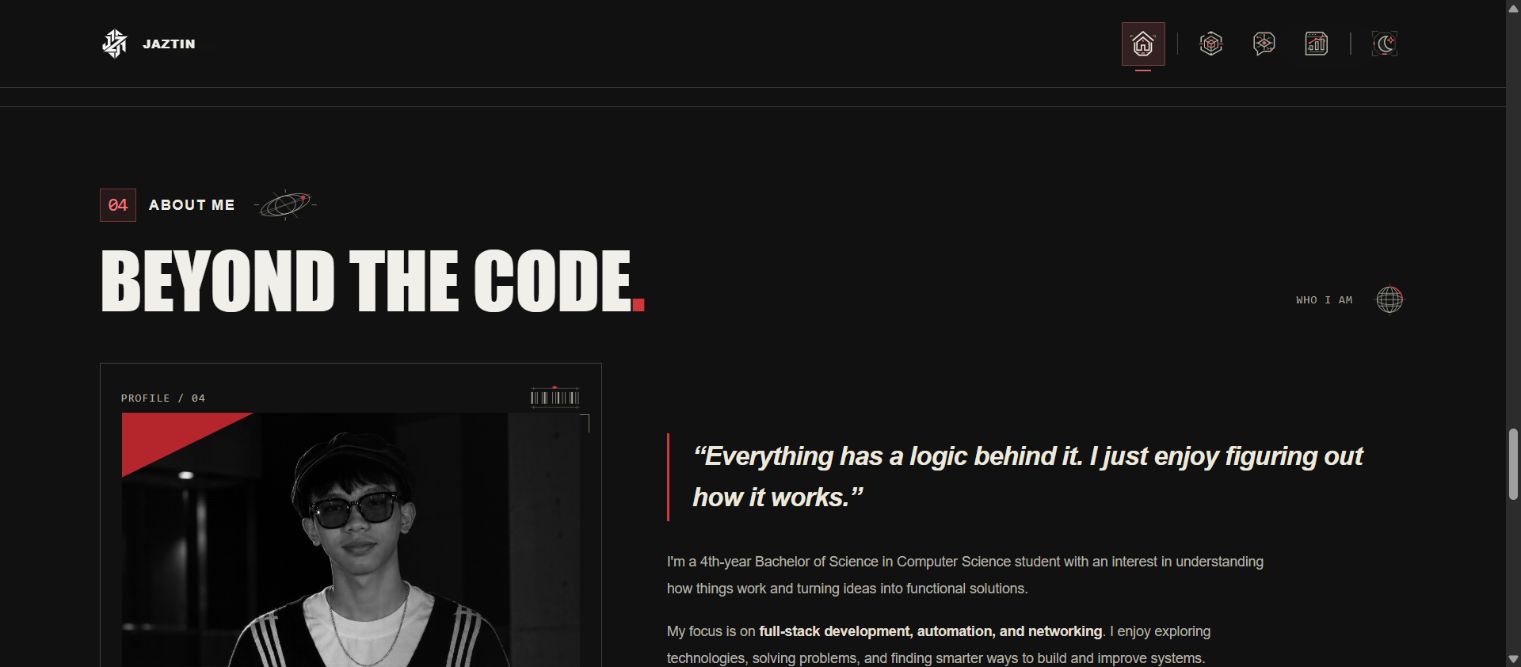 JAZTIN
04 ABOUT ME
BEYOND THE CODE.
WHO I AM
PROFILE / 04
“Everything has a logic behind it. I just enjoy figuring out
how it works.”
I'm a 4th-year Bachelor of Science in Computer Science student with an interest in understanding
how things work and turning ideas into functional solutions.
My focus is on full-stack development, automation, and networking. I enjoy exploring
technologies, solving problems, and finding smarter ways to build and improve systems.